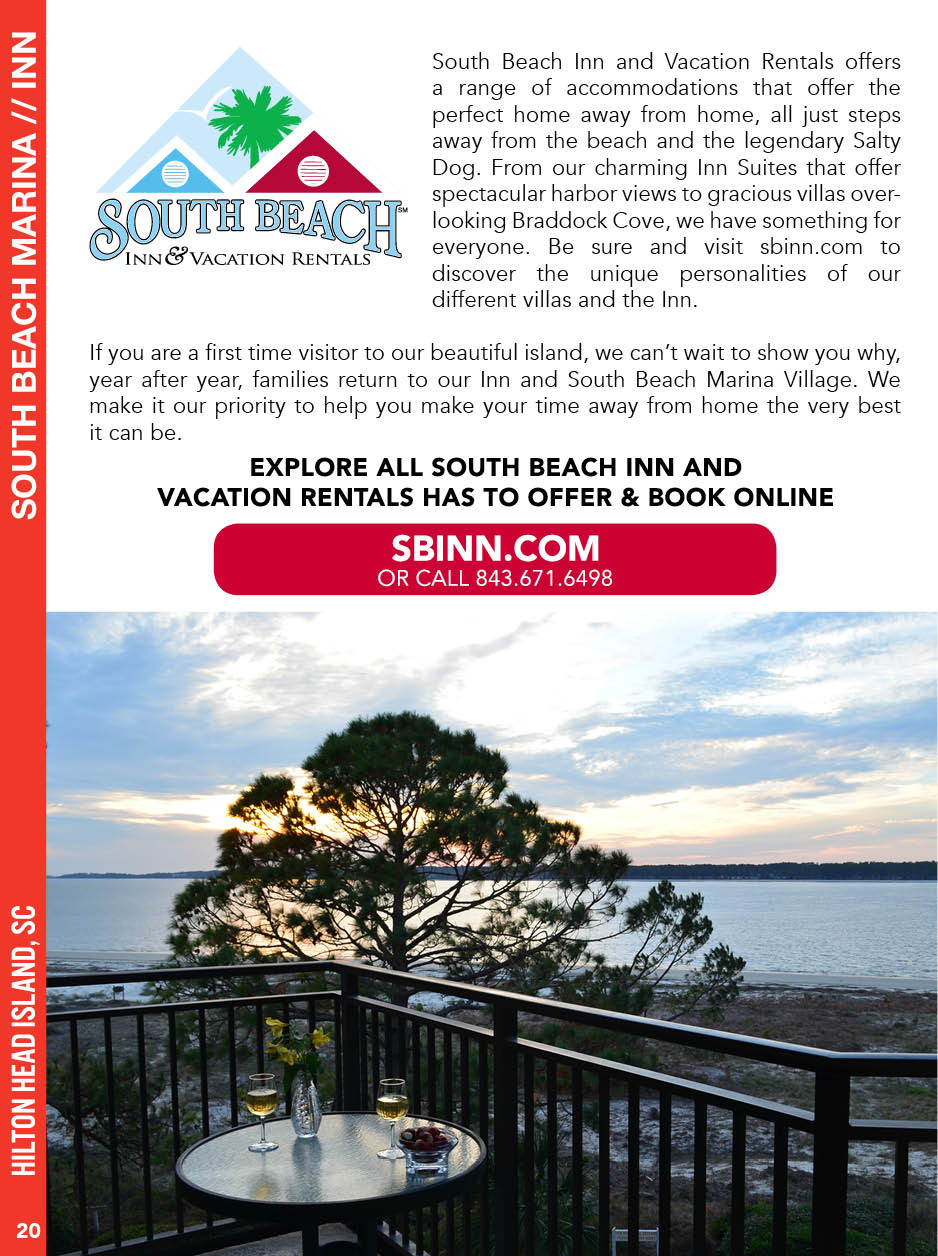 SOUTH BEACH MARINA // INN
SOUTH BEACH℠
INN & VACATION RENTALS
South Beach Inn and Vacation Rentals offers
a range of accommodations that offer the
perfect home away from home, all just steps
away from the beach and the legendary Salty
Dog. From our charming Inn Suites that offer
spectacular harbor views to gracious villas over-
looking Braddock Cove, we have something for
everyone. Be sure and visit sbinn.com to
discover the unique personalities of our
different villas and the Inn.
If you are a first time visitor to our beautiful island, we can’t wait to show you why,
year after year, families return to our Inn and South Beach Marina Village. We
make it our priority to help you make your time away from home the very best
it can be.
EXPLORE ALL SOUTH BEACH INN AND
VACATION RENTALS HAS TO OFFER & BOOK ONLINE
SBINN.COM
OR CALL 843.671.6498
HILTON HEAD ISLAND, SC
20